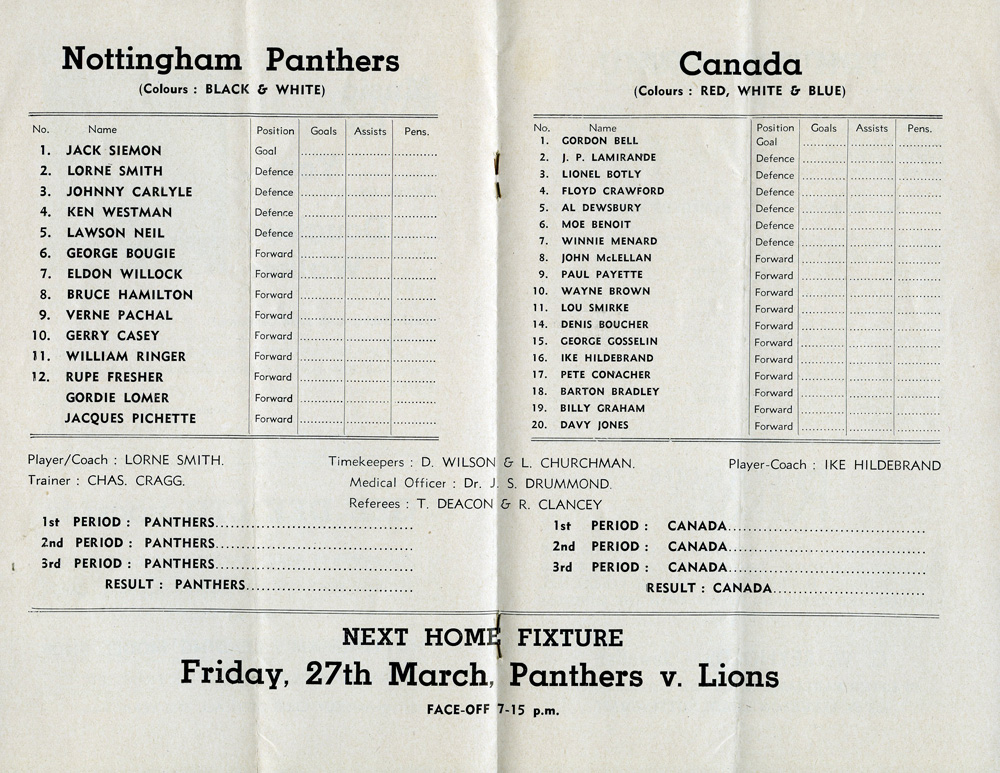 Nottingham Panthers
(Colours : BLACK & WHITE)
No. Name Position Goals Assists Pens.
1. JACK SIEMON Goal
2. LORNE SMITH Defence
3. JOHNNY CARLYLE Defence
4. KEN WESTMAN Defence
5. LAWSON NEIL Defence
6. GEORGE BOUGIE Forward
7. ELDON WILLOCK Forward
8. BRUCE HAMILTON Forward
9. VERNE PACHAL Forward
10. GERRY CASEY Forward
11. WILLIAM RINGER Forward
12. RUPE FRESHER Forward
GORDIE LOMER Forward
JACQUES PICHETTE Forward
Canada
(Colours : RED, WHITE & BLUE)
No. Name Position Goals Assists Pens.
1. GORDON BELL Goal
2. J. P. LAMIRANDE Defence
3. LIONEL BOTLY Defence
4. FLOYD CRAWFORD Defence
5. AL DEWSBURY Defence
6. MOE BENOIT Defence
7. WINNIE MENARD Defence
8. JOHN McLELLAN Forward
9. PAUL PAYETTE Forward
10. WAYNE BROWN Forward
11. LOU SMIRKE Forward
14. DENIS BOUCHER Forward
15. GEORGE GOSSELIN Forward
16. IKE HILDEBRAND Forward
17. PETE CONACHER Forward
18. BARTON BRADLEY Forward
19. BILLY GRAHAM Forward
20. DAVY JONES Forward
Player/Coach : LORNE SMITH. Timekeepers : D. WILSON & L. CHURCHMAN. Player-Coach : IKE HILDEBRAND
Trainer : CHAS. CRAGG. Medical Officer : Dr. J. S. DRUMMOND.
Referees : T. DEACON & R. CLANCEY
1st PERIOD : PANTHERS
2nd PERIOD : PANTHERS
3rd PERIOD : PANTHERS
RESULT : PANTHERS
1st PERIOD : CANADA
2nd PERIOD : CANADA
3rd PERIOD : CANADA
RESULT : CANADA
NEXT HOME FIXTURE
Friday, 27th March, Panthers v. Lions
FACE-OFF 7-15 p.m.